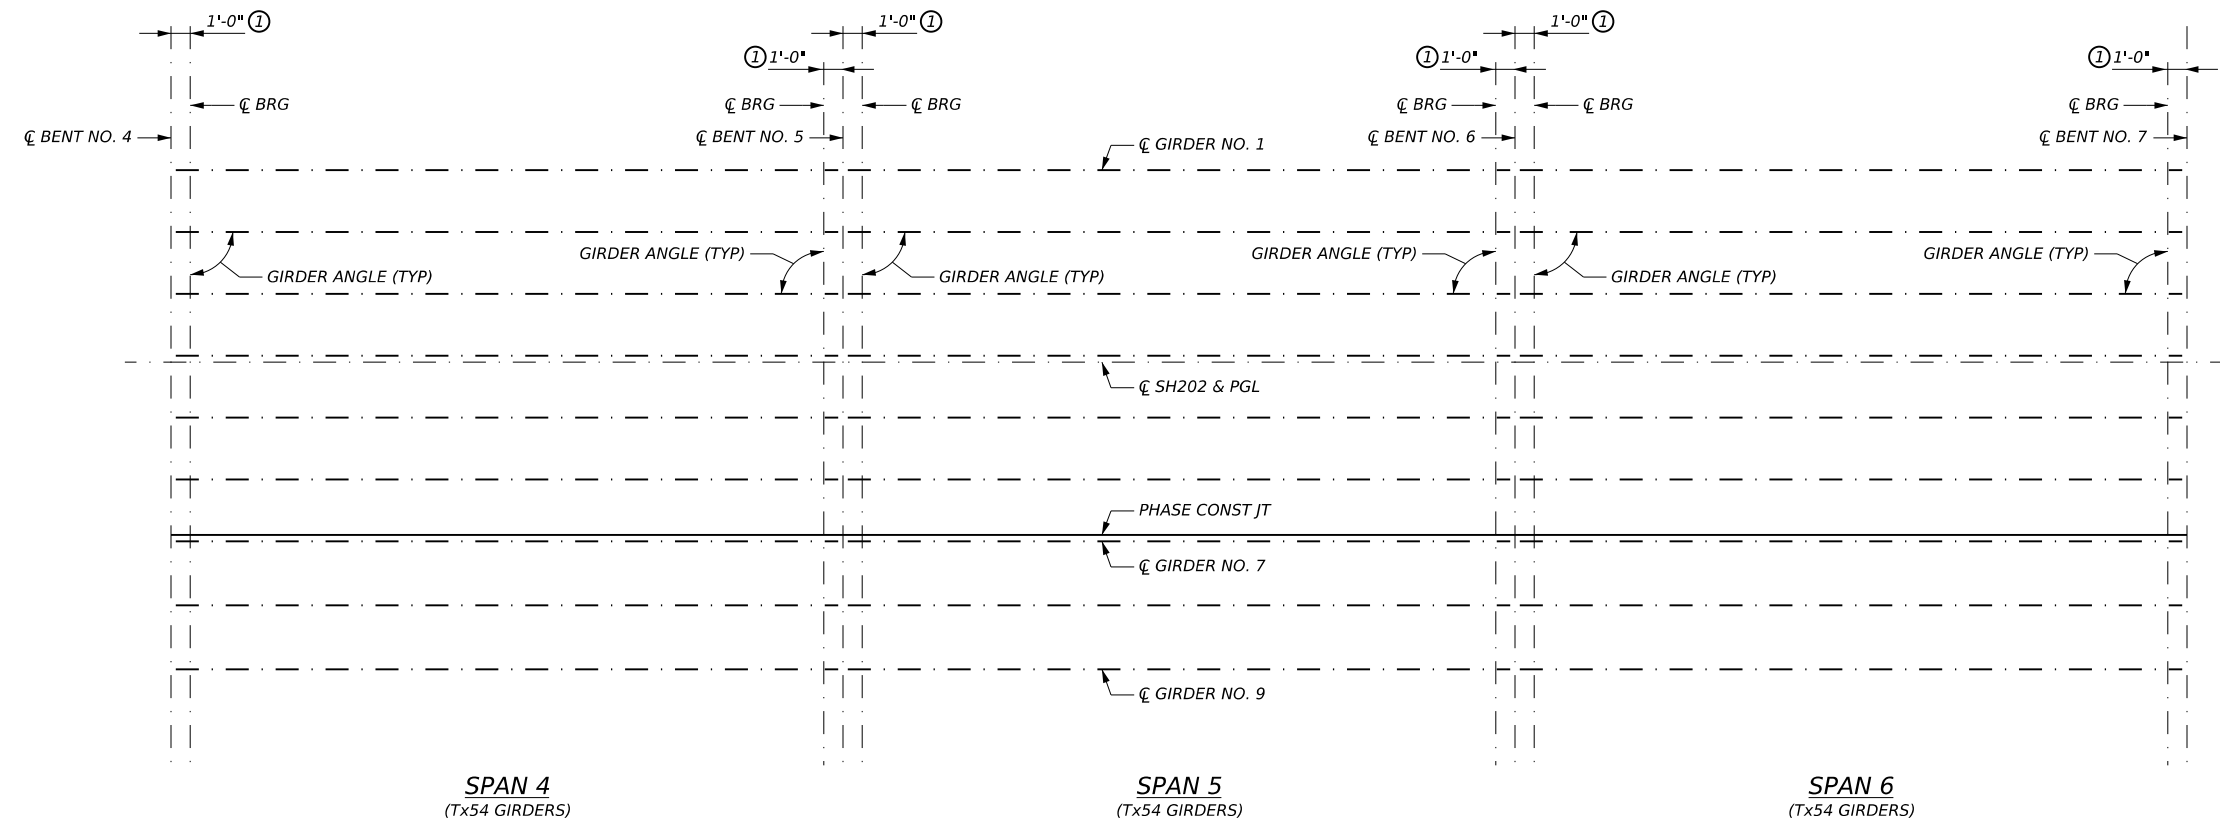 1'-0" ① 1'-0" ① 1'-0" ①
① 1'-0" ① 1'-0" ① 1'-0"
℄ BRG ℄ BRG ℄ BRG ℄ BRG ℄ BRG ℄ BRG
℄ BENT NO. 4 ℄ BENT NO. 5 ℄ BENT NO. 6 ℄ BENT NO. 7
℄ GIRDER NO. 1
GIRDER ANGLE (TYP) GIRDER ANGLE (TYP) GIRDER ANGLE (TYP)
GIRDER ANGLE (TYP) GIRDER ANGLE (TYP) GIRDER ANGLE (TYP)
℄ SH202 & PGL
PHASE CONST JT
℄ GIRDER NO. 7
℄ GIRDER NO. 9
SPAN 4 SPAN 5 SPAN 6
(Tx54 GIRDERS) (Tx54 GIRDERS) (Tx54 GIRDERS)